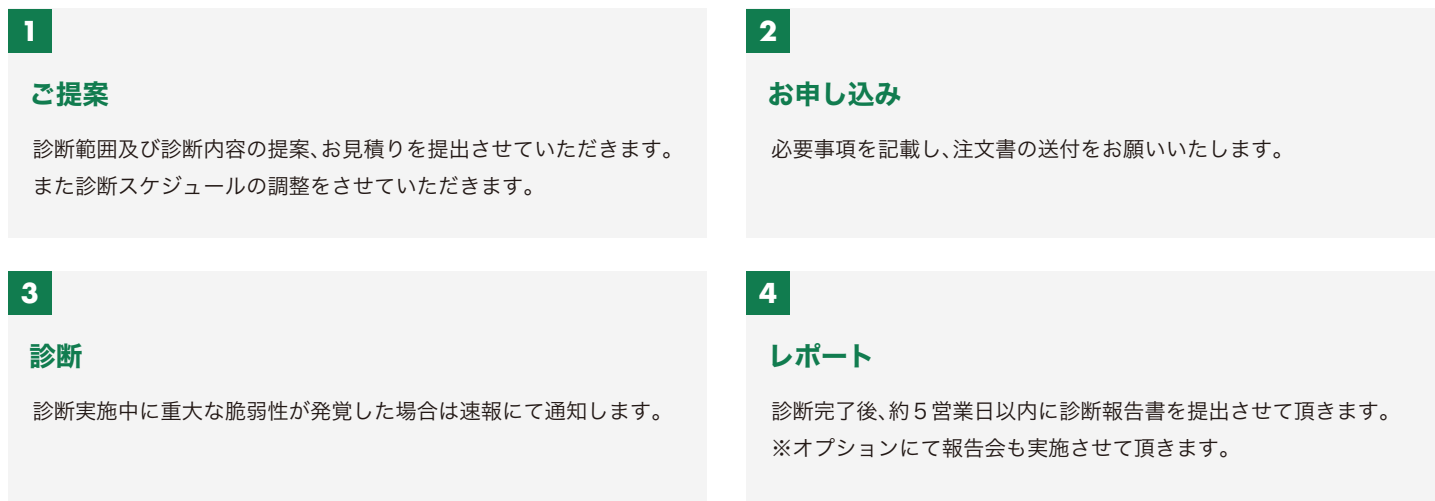 1
ご提案
診断範囲及び診断内容の提案、お見積りを提出させていただきます。
また診断スケジュールの調整をさせていただきます。
2
お申し込み
必要事項を記載し、注文書の送付をお願いいたします。
3
診断
診断実施中に重大な脆弱性が発覚した場合は速報にて通知します。
4
レポート
診断完了後、約５営業日以内に診断報告書を提出させて頂きます。
※オプションにて報告会も実施させて頂きます。